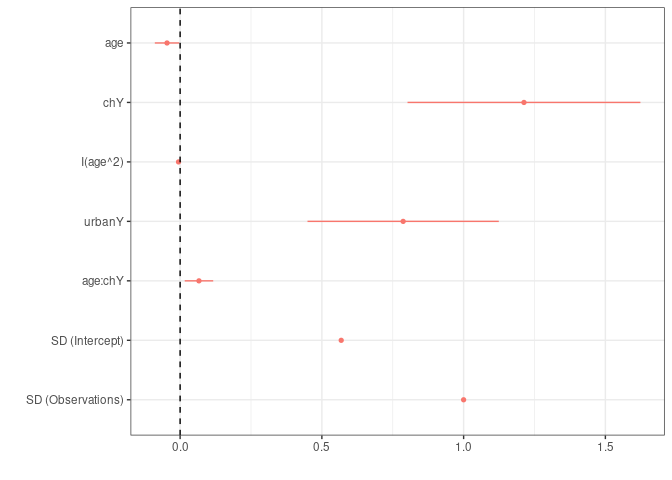 age
chY
I(age^2)
urbanY
age:chY
SD (Intercept)
SD (Observations)
0.0 0.5 1.0 1.5